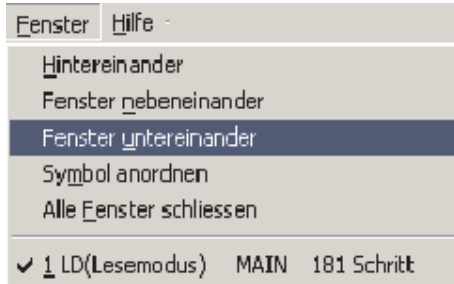 Fenster Hilfe
Hintereinander
Fenster nebeneinander
Fenster untereinander
Symbol anordnen
Alle Fenster schliessen
✓ 1 LD(Lesemodus) MAIN 181 Schritt